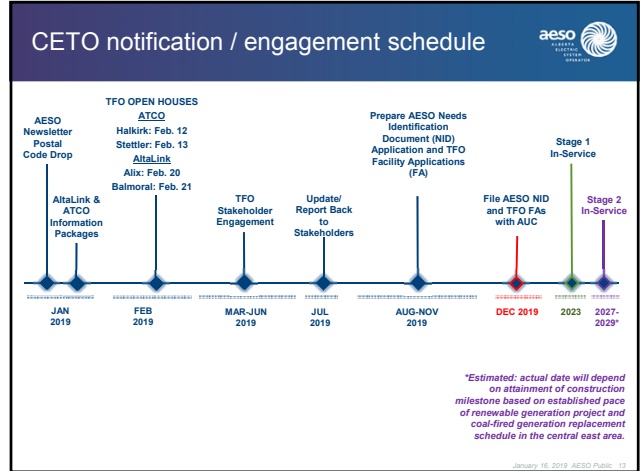 CETO notification / engagement schedule
aeso
ALBERTA
ELECTRIC
SYSTEM
OPERATOR
AESO
Newsletter
Postal
Code Drop
AltaLink &
ATCO
Information
Packages
TFO OPEN HOUSES
ATCO
Halkirk: Feb. 12
Stettler: Feb. 13
AltaLink
Alix: Feb. 20
Balmoral: Feb. 21
TFO
Stakeholder
Engagement
Update/
Report Back
to
Stakeholders
Prepare AESO Needs
Identification
Document (NID)
Application and TFO
Facility Applications
(FA)
File AESO NID
and TFO FAs
with AUC
Stage 1
In-Service
Stage 2
In-Service
JAN
2019
FEB
2019
MAR-JUN
2019
JUL
2019
AUG-NOV
2019
DEC 2019
2023
2027-
2029*
*Estimated: actual date will depend
on attainment of construction
milestone based on established pace
of renewable generation project and
coal-fired generation replacement
schedule in the central east area.
January 16, 2019 AESO Public 13